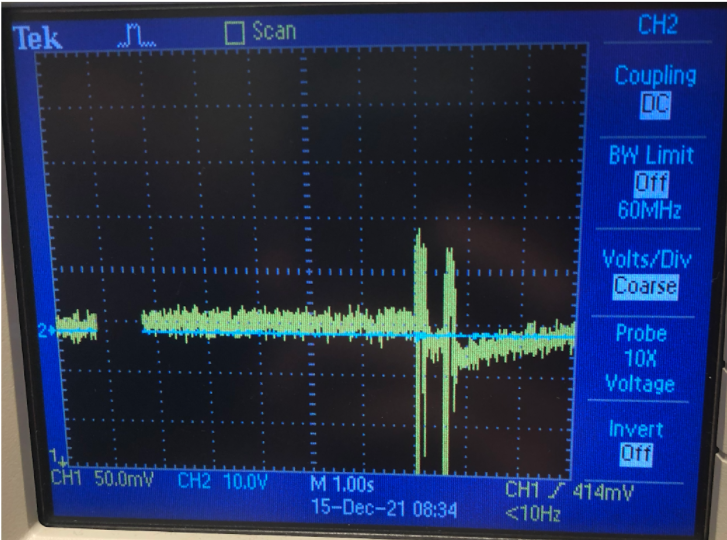 Tek Scan CH2
Coupling
DC
BW Limit
Off
60MHz
Volts/Div
Coarse
2
Probe
10X
Voltage
Invert
Off
1
CH1 50.0mV CH2 10.0V M 1.00s CH1 414mV
15-Dec-21 08:34 <10Hz